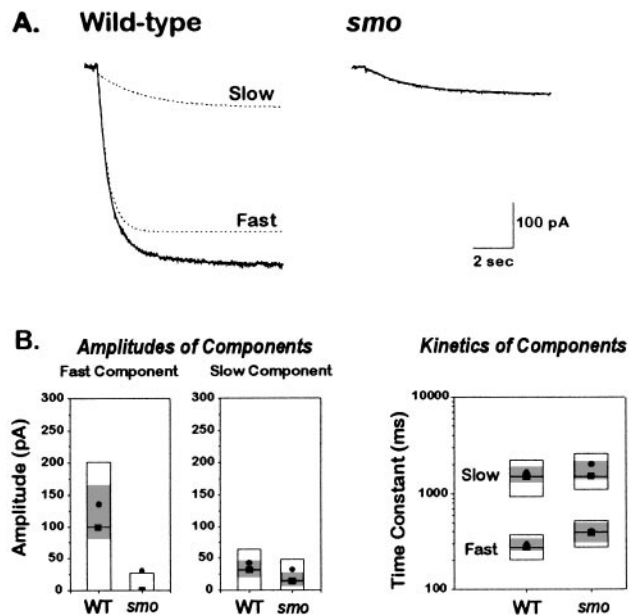 A. Wild-type smo
Slow
Fast
100 pA
2 sec
B. Amplitudes of Components
Fast Component Slow Component
Amplitude (pA)
300 300
250 250
200 200
150 150
100 100
50 50
0 0
WT smo WT smo
Kinetics of Components
Time Constant (ms)
10000
Slow
1000
Fast
100
WT smo